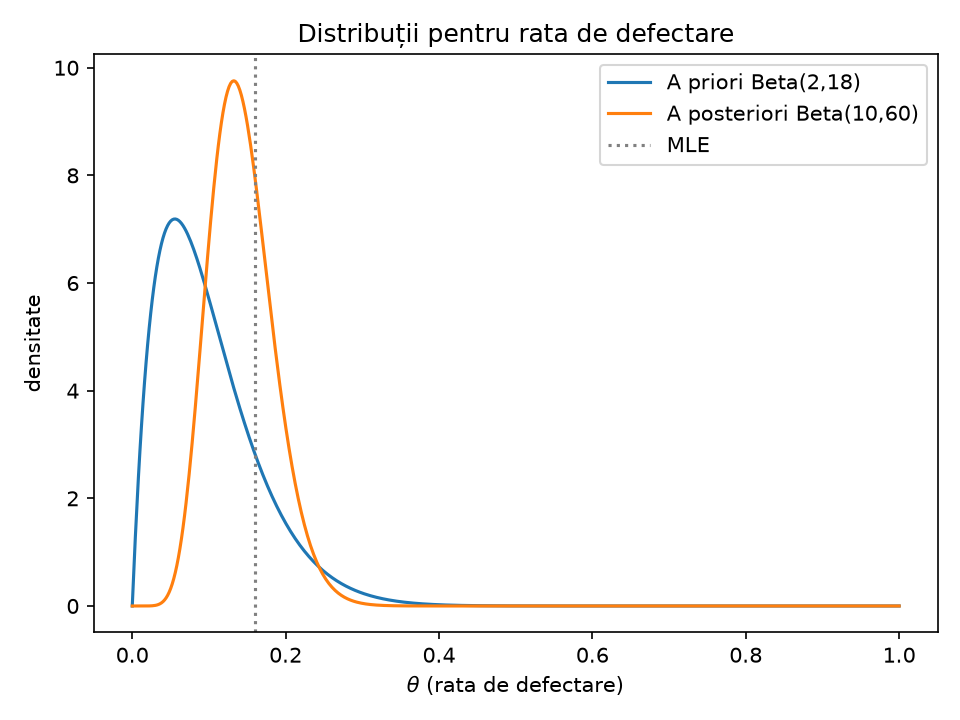 Distribuții pentru rata de defectare
A priori Beta(2,18)
A posteriori Beta(10,60)
MLE
densitate
10
8
6
4
2
0
0.0 0.2 0.4 0.6 0.8 1.0
θ (rata de defectare)